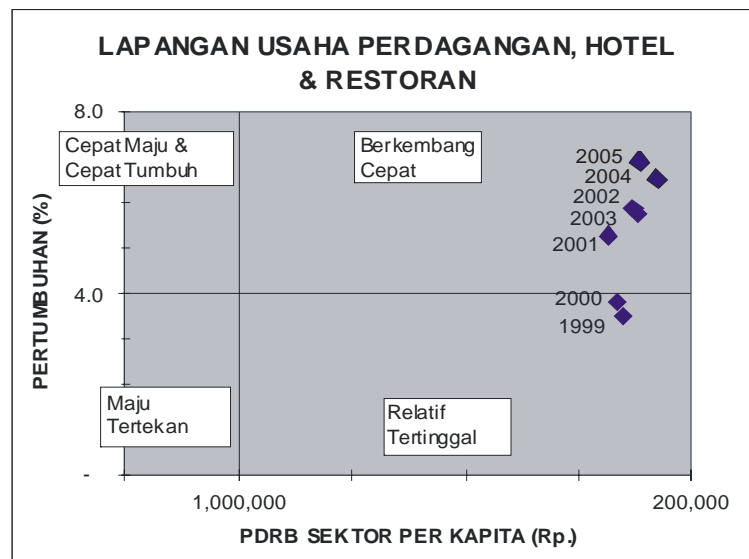 LAPANGAN USAHA PERDAGANGAN, HOTEL
& RESTORAN
8.0
Cepat Maju &
Cepat Tumbuh
Berkembang
Cepat
2005
2004
2002
2003
2001
PERTUMBUHAN (%)
4.0
2000
1999
Maju
Tertekan
Relatif
Tertinggal
-
1,000,000
200,000
PDRB SEKTOR PER KAPITA (Rp.)